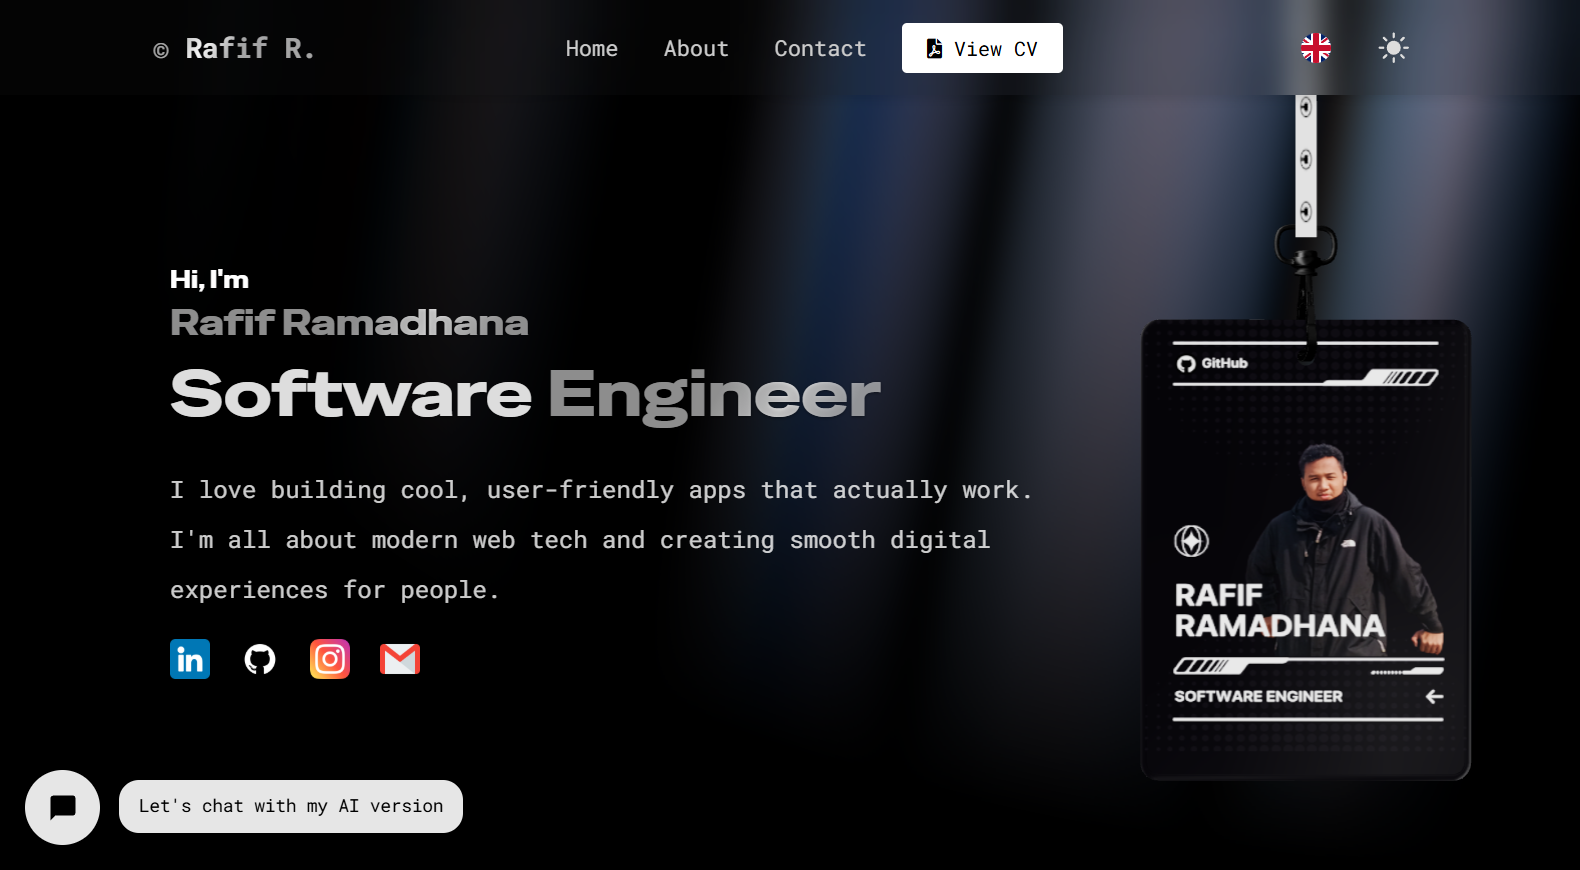 © Rafif R.
Home
About
Contact
View CV
Hi, I'm
Rafif Ramadhana
Software Engineer
I love building cool, user-friendly apps that actually work.
I'm all about modern web tech and creating smooth digital
experiences for people.
in
GitHub
RAFIF
RAMADHANA
SOFTWARE ENGINEER
Let's chat with my AI version